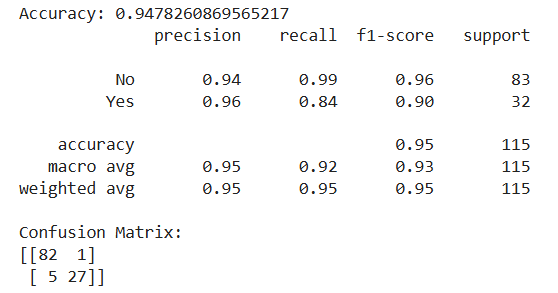 Accuracy: 0.9478260869565217
              precision    recall  f1-score   support

          No       0.94      0.99      0.96        83
         Yes       0.96      0.84      0.90        32

    accuracy                           0.95       115
   macro avg       0.95      0.92      0.93       115
weighted avg       0.95      0.95      0.95       115

Confusion Matrix:
[[82  1]
 [ 5 27]]